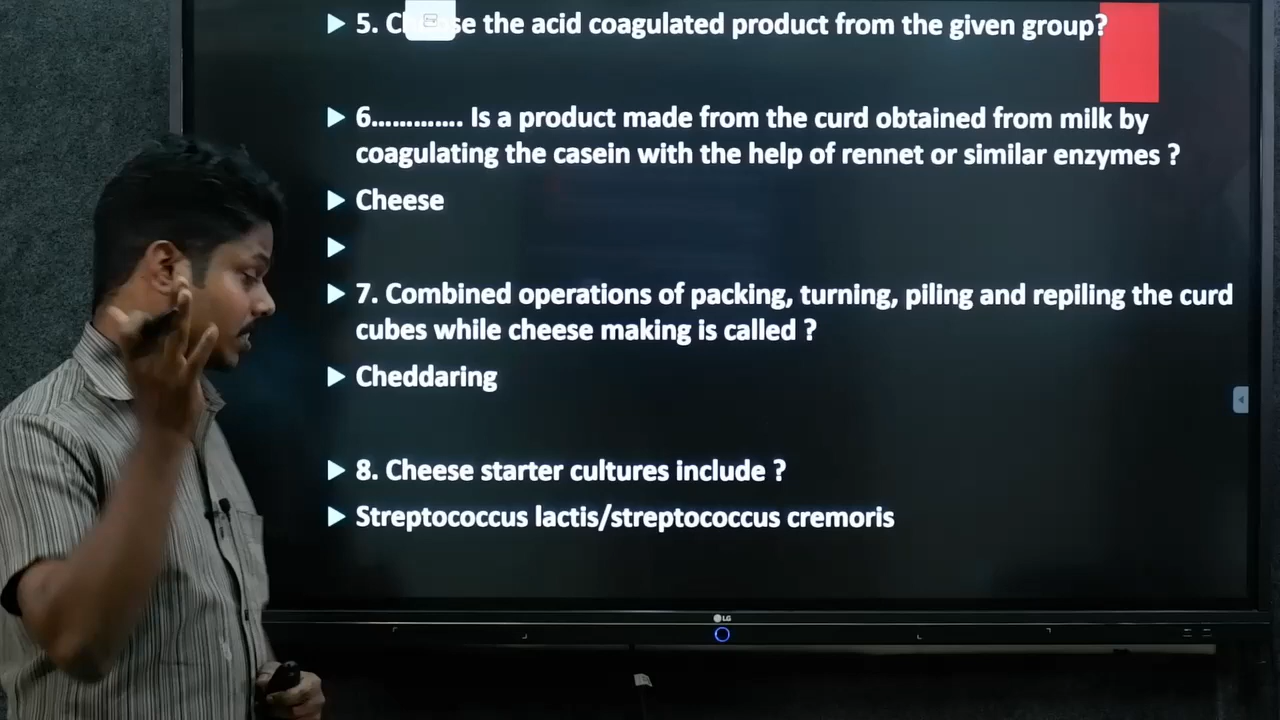 5. se the acid coagulated product from the given group?
6............. Is a product made from the curd obtained from milk by
coagulating the casein with the help of rennet or similar enzymes ?
Cheese
7. Combined operations of packing, turning, piling and repiling the curd
cubes while cheese making is called ?
Cheddaring
8. Cheese starter cultures include ?
Streptococcus lactis/streptococcus cremoris
LG